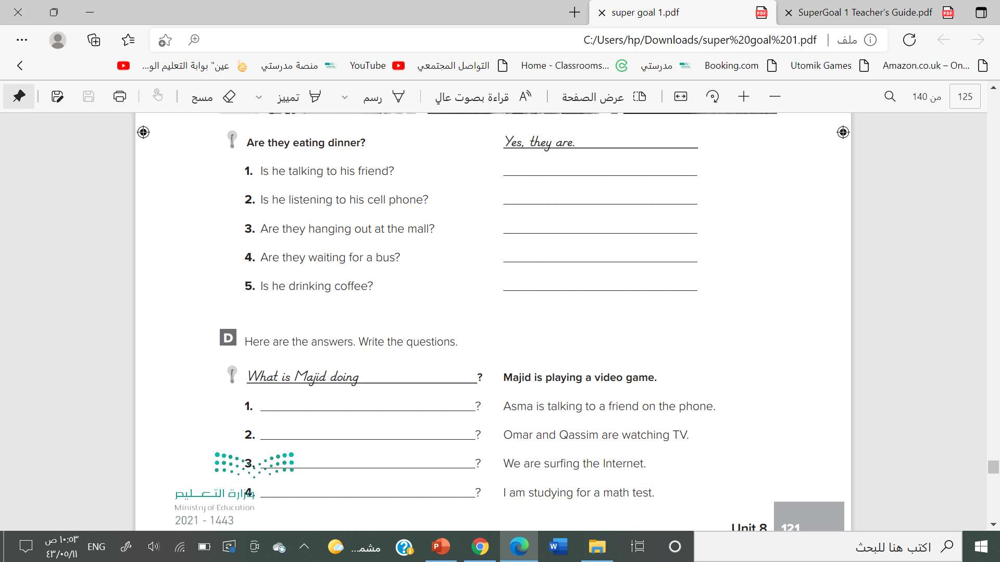 super goal 1.pdf
SuperGoal 1 Teacher’s Guide.pdf
C:/Users/hp/Downloads/super%20goal%201.pdf
ملف
عين" بوابة التعليم الو...
منصة مدرستي
YouTube
التواصل المجتمعي
Home - Classrooms...
مدرستي
Booking.com
Utomik Games
Amazon.co.uk – On...
مسح
تمييز
رسم
قراءة بصوت عالٍ
عرض الصفحة
من 140
125
Are they eating dinner? Yes, they are.
1. Is he talking to his friend?
2. Is he listening to his cell phone?
3. Are they hanging out at the mall?
4. Are they waiting for a bus?
5. Is he drinking coffee?
D Here are the answers. Write the questions.
What is Majid doing ? Majid is playing a video game.
1. ? Asma is talking to a friend on the phone.
2. ? Omar and Qassim are watching TV.
3. ? We are surfing the Internet.
4. ? I am studying for a math test.
وزارة التعليم
Ministry of Education
2021 - 1443
Unit 8 121
١٠:٥٣ ص
٤٣/٠٥/١١
ENG
مشم...
اكتب هنا للبحث